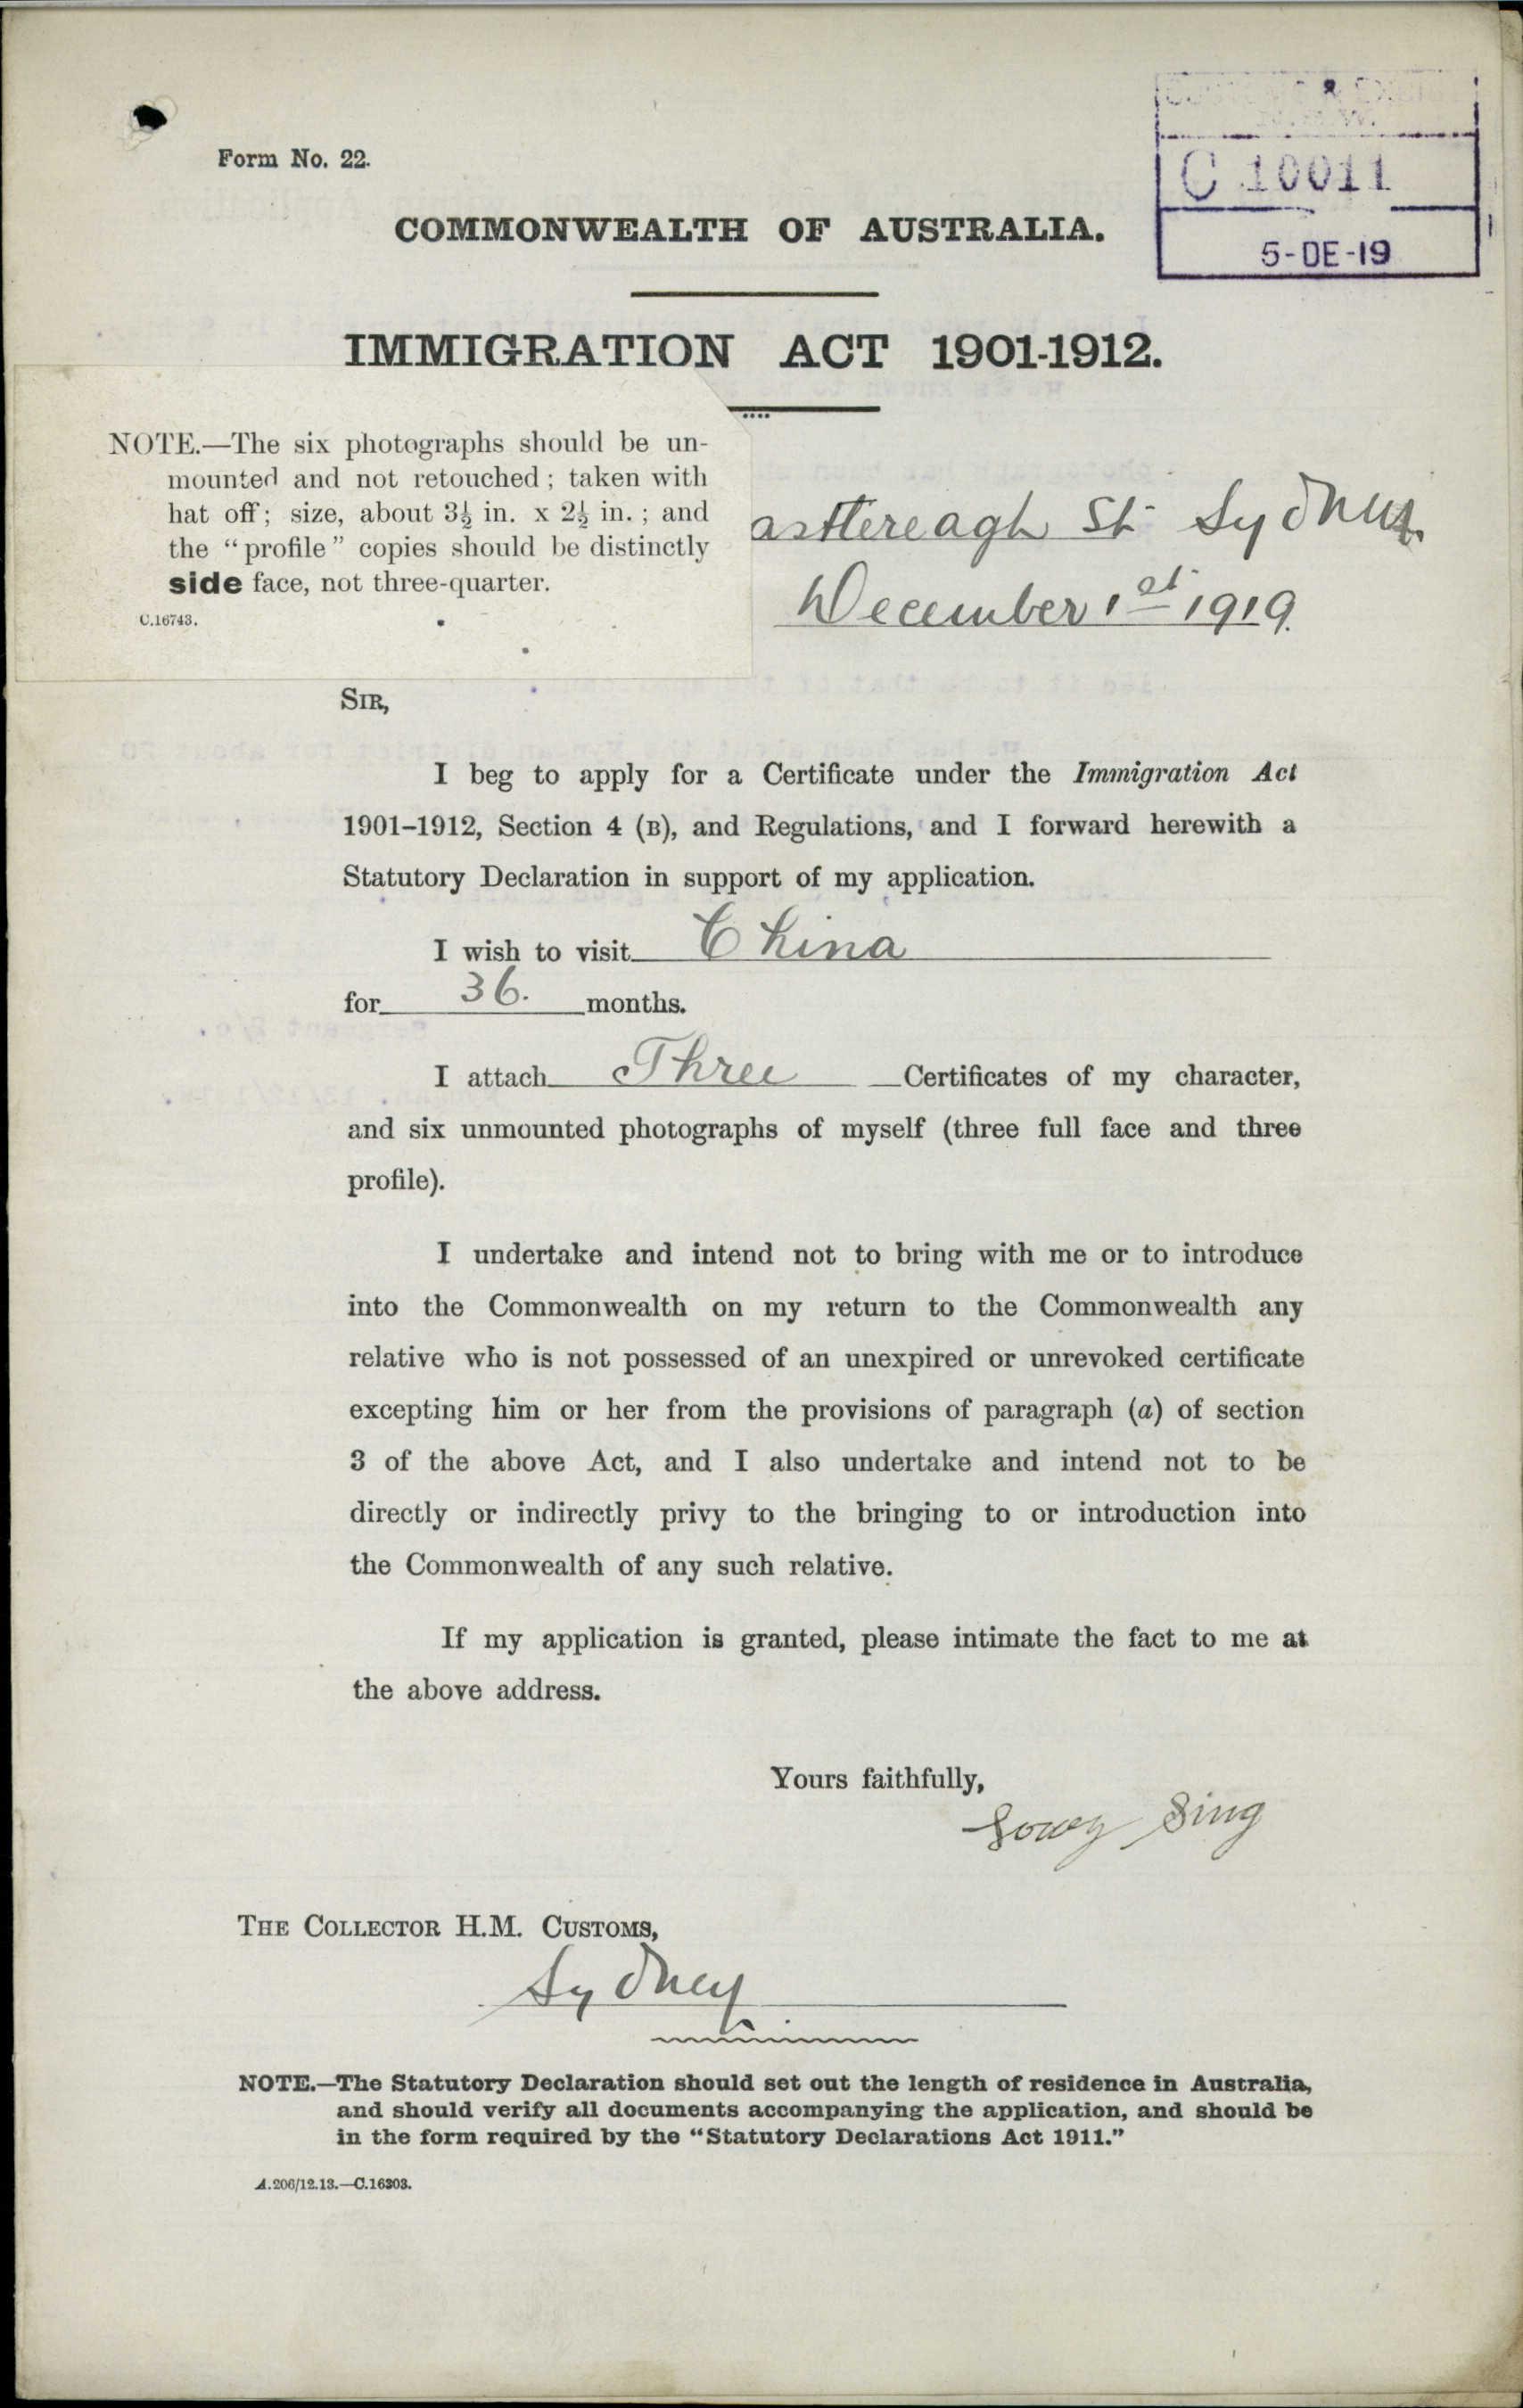 Form No. 22.
C 10011
5-DE-19
COMMONWEALTH OF AUSTRALIA.
IMMIGRATION ACT 1901-1912.
NOTE.—The six photographs should be un-
mounted and not retouched; taken with
hat off; size, about 3½ in. x 2½ in.; and
the "profile" copies should be distinctly
side face, not three-quarter.
C.16743.
astlereagh St Sydney
December 1st 1919.
SIR,
I beg to apply for a Certificate under the Immigration Act
1901-1912, Section 4 (B), and Regulations, and I forward herewith a
Statutory Declaration in support of my application.
I wish to visit China
for 36. months.
I attach Three Certificates of my character,
and six unmounted photographs of myself (three full face and three
profile).
I undertake and intend not to bring with me or to introduce
into the Commonwealth on my return to the Commonwealth any
relative who is not possessed of an unexpired or unrevoked certificate
excepting him or her from the provisions of paragraph (a) of section
3 of the above Act, and I also undertake and intend not to be
directly or indirectly privy to the bringing to or introduction into
the Commonwealth of any such relative.
If my application is granted, please intimate the fact to me at
the above address.
Yours faithfully,
Sing
THE COLLECTOR H.M. CUSTOMS,
Sydney
NOTE.—The Statutory Declaration should set out the length of residence in Australia,
and should verify all documents accompanying the application, and should be
in the form required by the "Statutory Declarations Act 1911."
A.206/12.13.—C.16303.